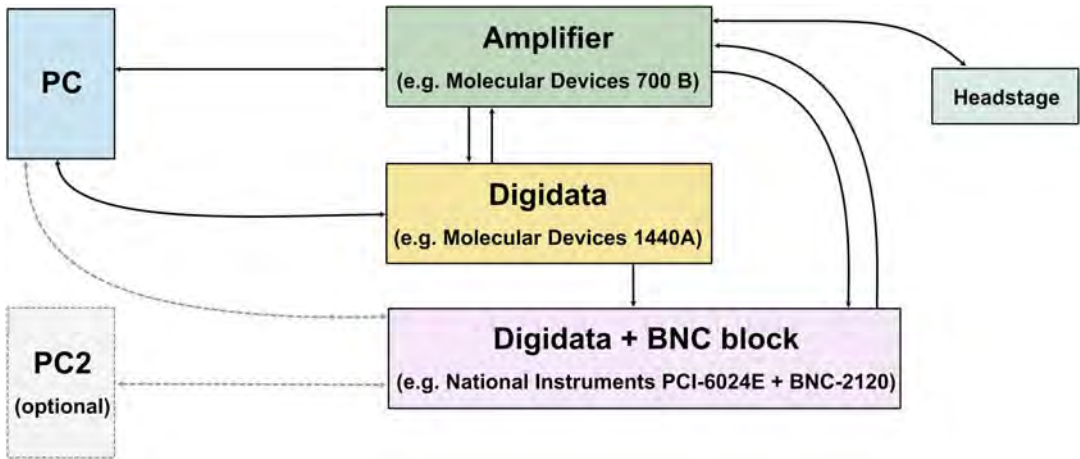 PC
Amplifier
(e.g. Molecular Devices 700 B)
Headstage
Digidata
(e.g. Molecular Devices 1440A)
PC2
(optional)
Digidata + BNC block
(e.g. National Instruments PCI-6024E + BNC-2120)